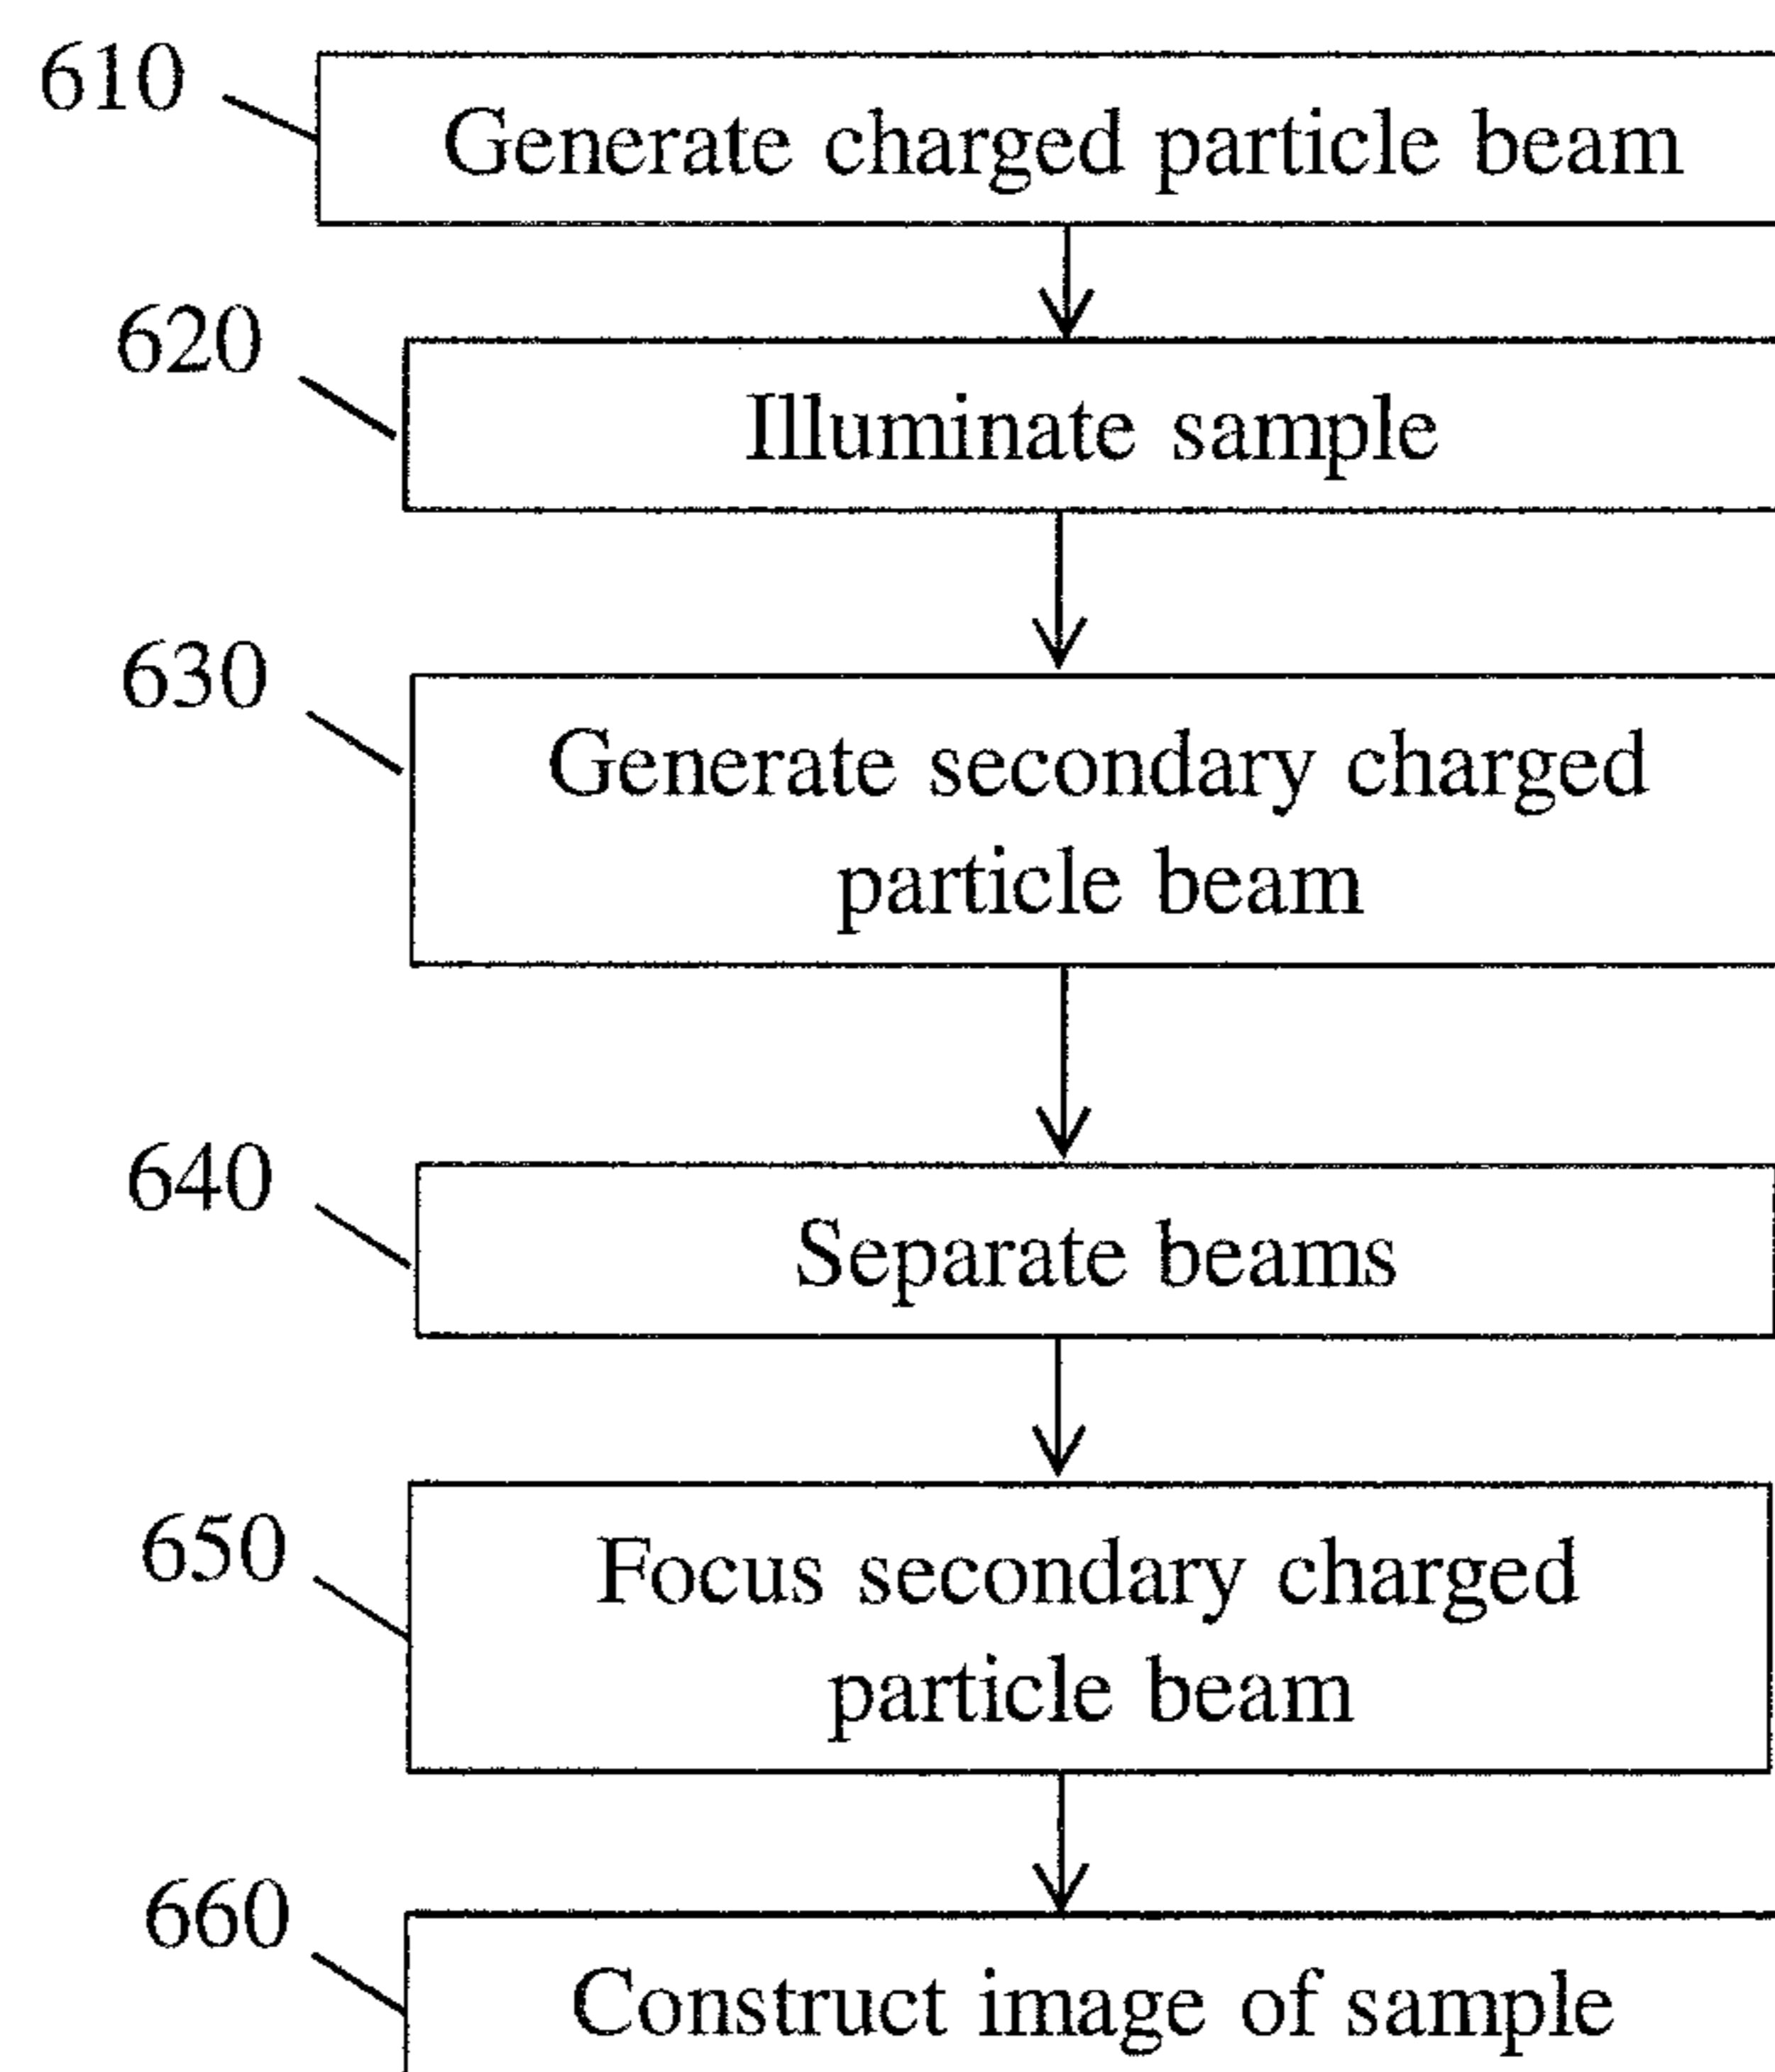 610
Generate charged particle beam
620
Illuminate sample
630
Generate secondary charged
particle beam
640
Separate beams
650
Focus secondary charged
particle beam
660
Construct image of sample